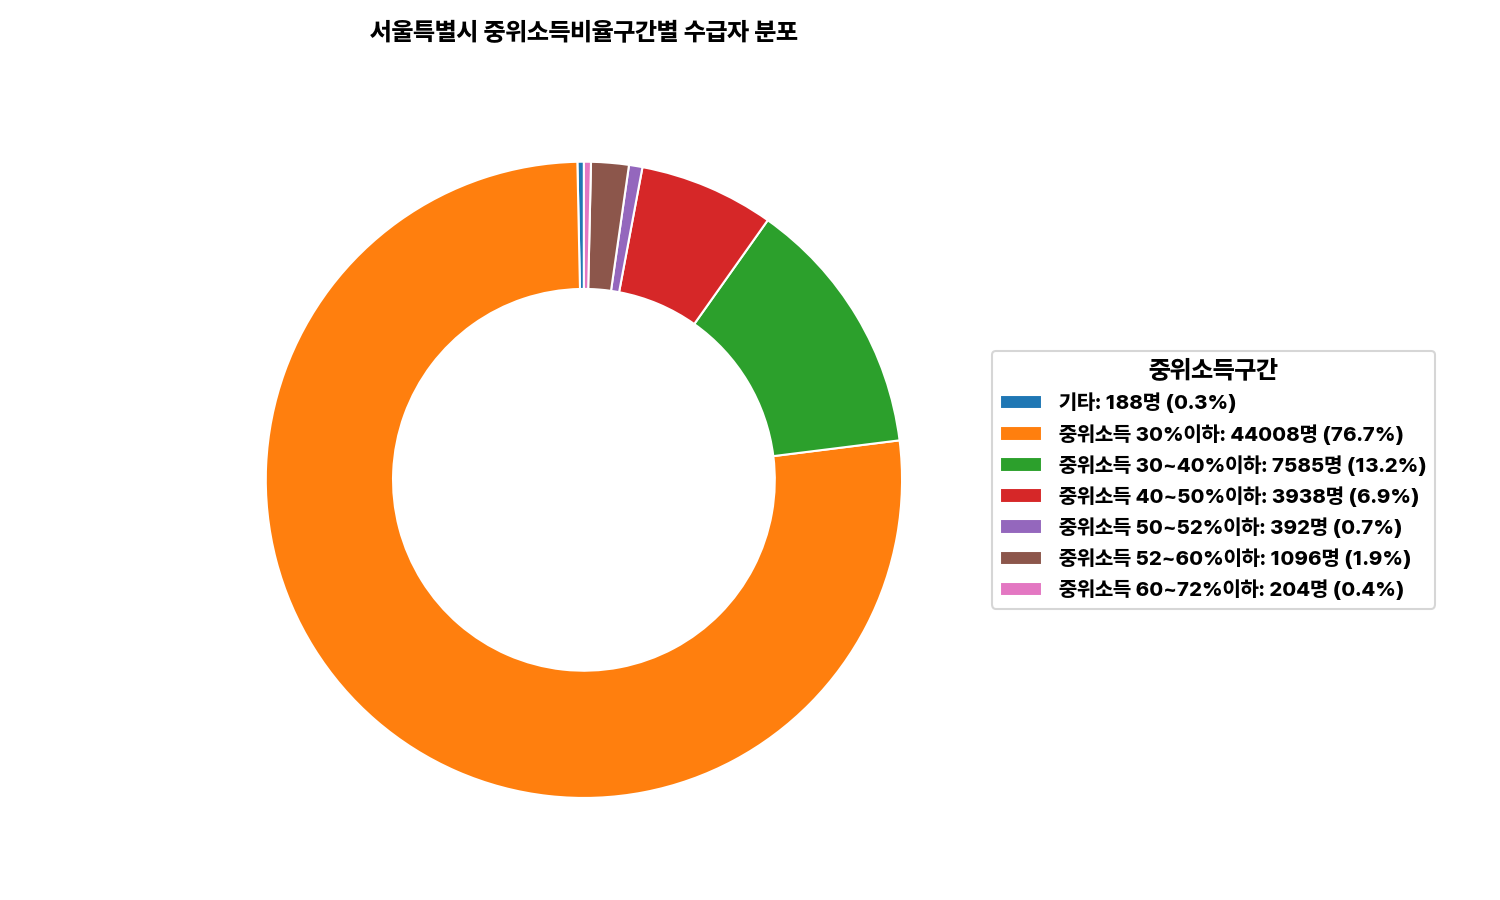 서울특별시 중위소득비율구간별 수급자 분포
중위소득구간
기타: 188명 (0.3%)
중위소득 30%이하: 44008명 (76.7%)
중위소득 30~40%이하: 7585명 (13.2%)
중위소득 40~50%이하: 3938명 (6.9%)
중위소득 50~52%이하: 392명 (0.7%)
중위소득 52~60%이하: 1096명 (1.9%)
중위소득 60~72%이하: 204명 (0.4%)